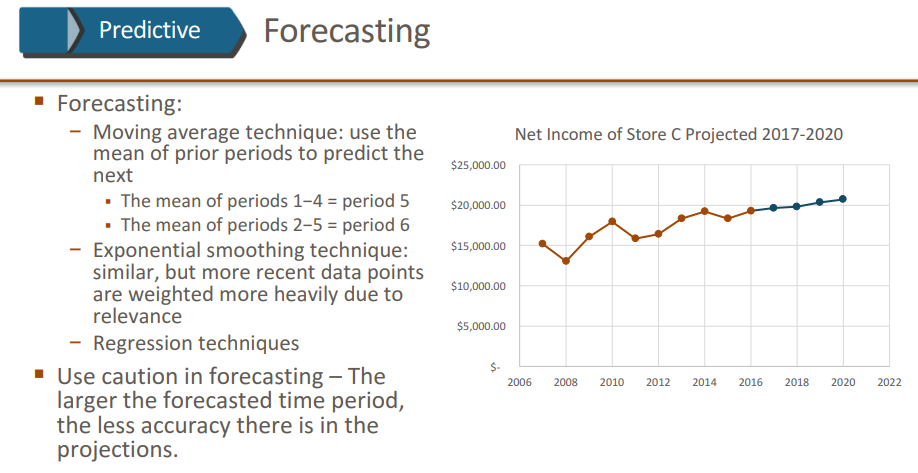 Predictive
Forecasting
▪ Forecasting:
– Moving average technique: use the
mean of prior periods to predict the
next
▪ The mean of periods 1–4 = period 5
▪ The mean of periods 2–5 = period 6
– Exponential smoothing technique:
similar, but more recent data points
are weighted more heavily due to
relevance
– Regression techniques
▪ Use caution in forecasting – The
larger the forecasted time period,
the less accuracy there is in the
projections.
Net Income of Store C Projected 2017-2020
$25,000.00
$20,000.00
$15,000.00
$10,000.00
$5,000.00
$-
2006 2008 2010 2012 2014 2016 2018 2020 2022